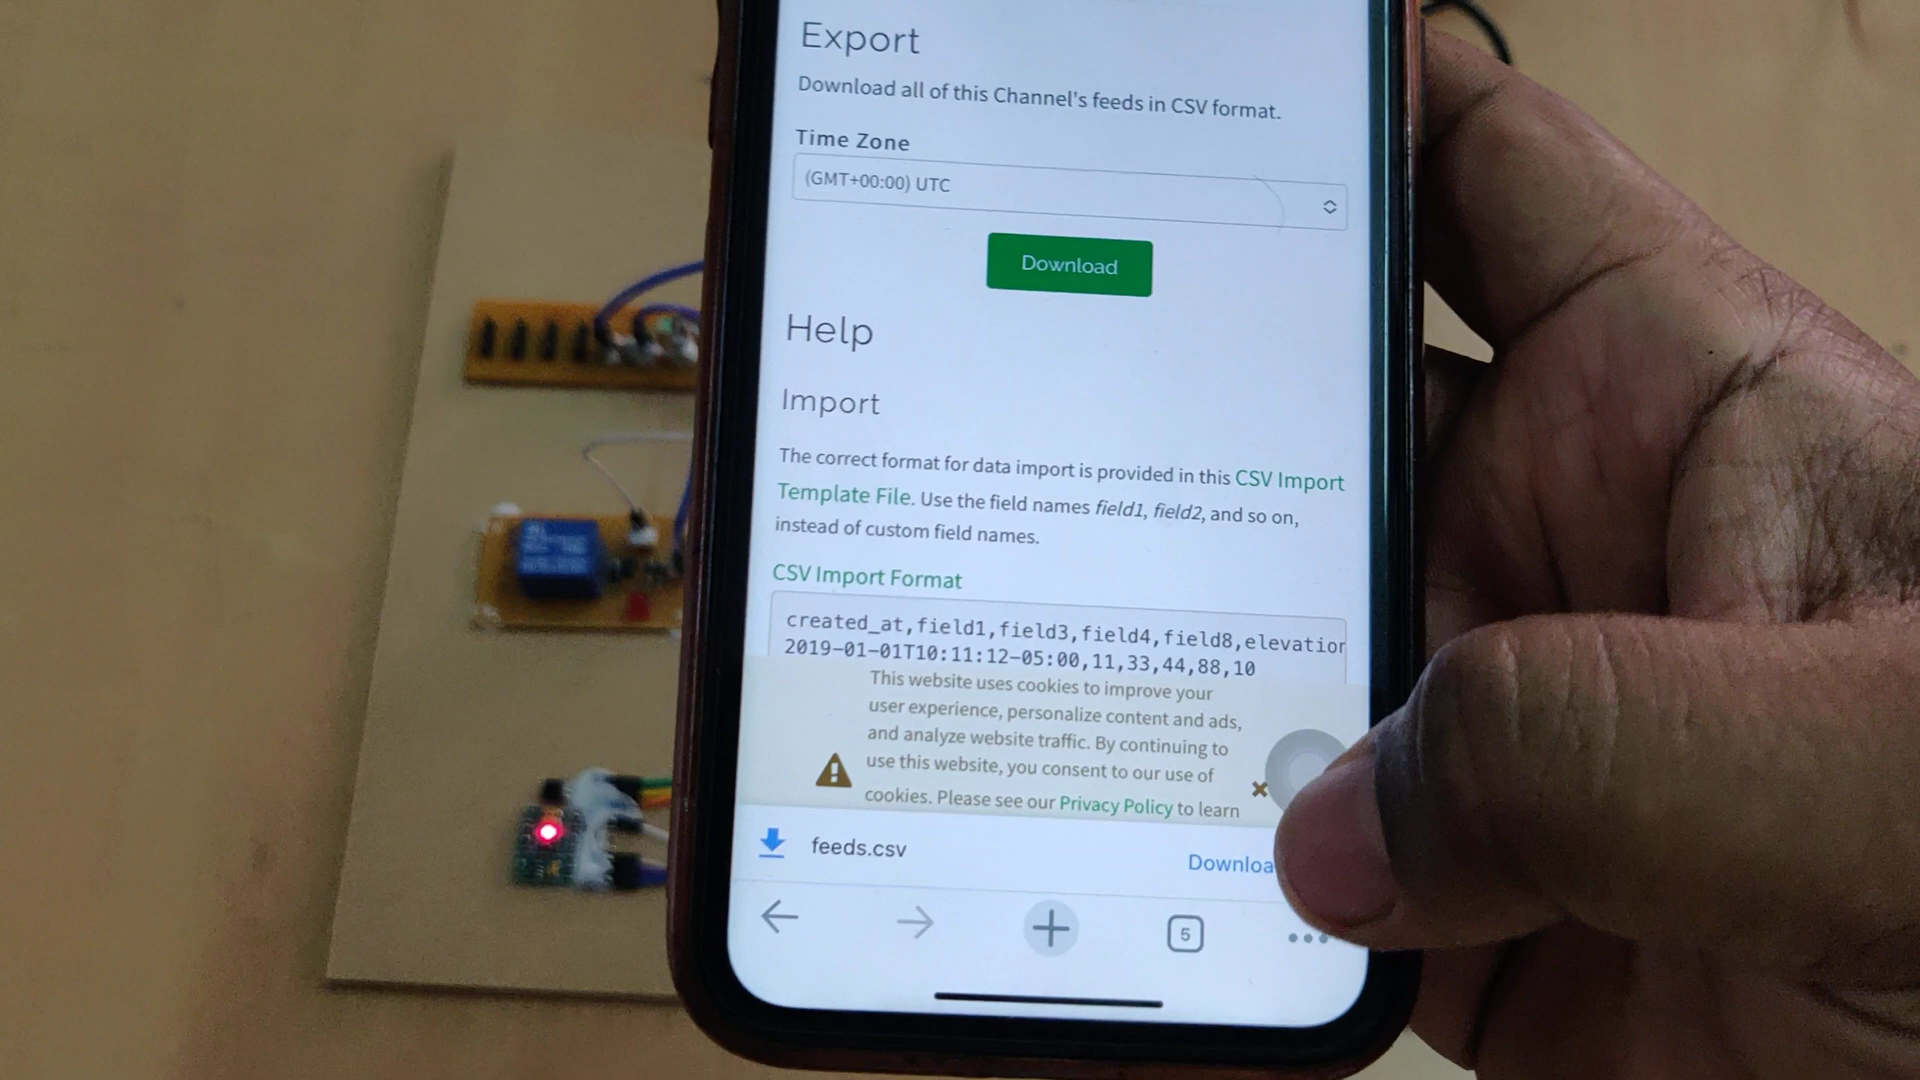 Export
Download all of this Channel's feeds in CSV format.
Time Zone
(GMT+00:00) UTC
Download
Help
Import
The correct format for data import is provided in this CSV Import
Template File. Use the field names field1, field2, and so on,
instead of custom field names.
CSV Import Format
created_at,field1,field3,field4,field8,elevation
2019-01-01T10:11:12-05:00,11,33,44,88,10
This website uses cookies to improve your
user experience, personalize content and ads,
and analyze website traffic. By continuing to
use this website, you consent to our use of
cookies. Please see our Privacy Policy to learn
feeds.csv
Downloa
5